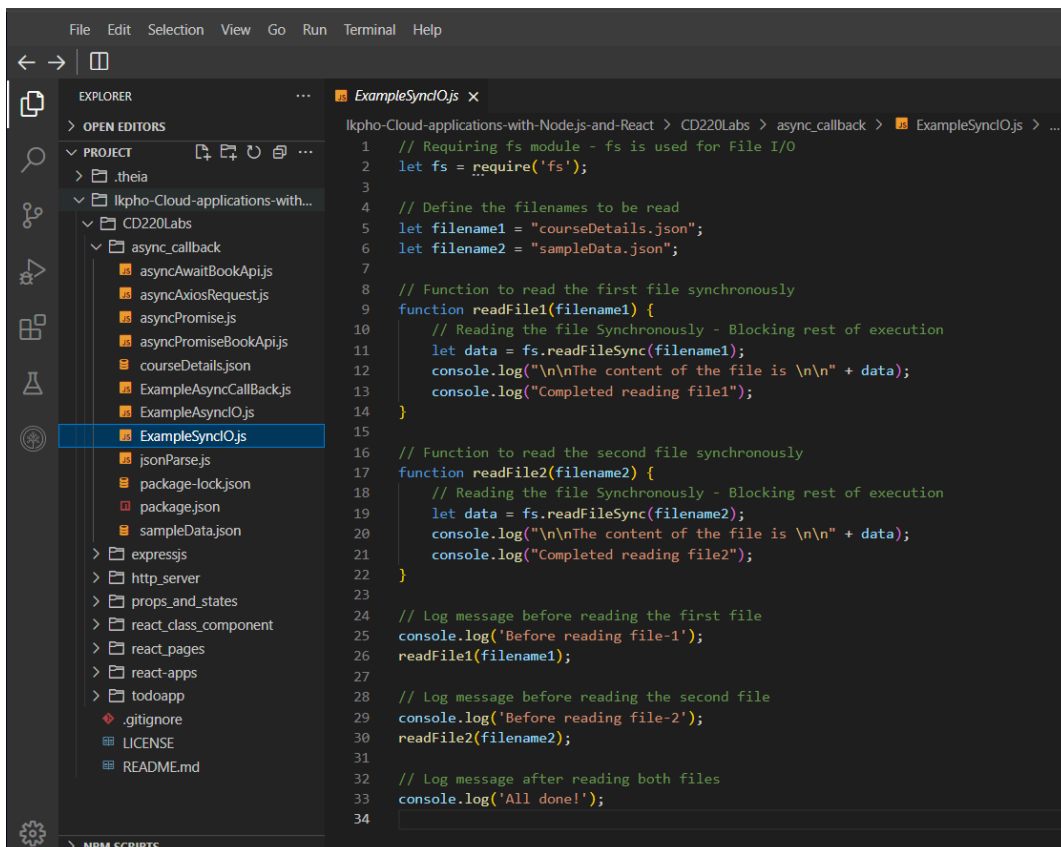 File Edit Selection View Go Run Terminal Help
EXPLORER
OPEN EDITORS
PROJECT
.theia
lkpho-Cloud-applications-with...
CD220Labs
async_callback
asyncAwaitBookApi.js
asyncAxiosRequest.js
asyncPromise.js
asyncPromiseBookApi.js
courseDetails.json
ExampleAsyncCallBack.js
ExampleAsyncIO.js
ExampleSyncIO.js
jsonParse.js
package-lock.json
package.json
sampleData.json
expressjs
http_server
props_and_states
react_class_component
react_pages
react-apps
todoapp
.gitignore
LICENSE
README.md
NPM SCRIPTS
JS ExampleSyncIO.js ×
lkpho-Cloud-applications-with-Node.js-and-React > CD220Labs > async_callback > JS ExampleSyncIO.js > ...
1 // Requiring fs module - fs is used for File I/O
2 let fs = require('fs');
3
4 // Define the filenames to be read
5 let filename1 = "courseDetails.json";
6 let filename2 = "sampleData.json";
7
8 // Function to read the first file synchronously
9 function readFile1(filename1) {
10     // Reading the file Synchronously - Blocking rest of execution
11     let data = fs.readFileSync(filename1);
12     console.log("\n\nThe content of the file is \n\n" + data);
13     console.log("Completed reading file1");
14 }
15
16 // Function to read the second file synchronously
17 function readFile2(filename2) {
18     // Reading the file Synchronously - Blocking rest of execution
19     let data = fs.readFileSync(filename2);
20     console.log("\n\nThe content of the file is \n\n" + data);
21     console.log("Completed reading file2");
22 }
23
24 // Log message before reading the first file
25 console.log('Before reading file-1');
26 readFile1(filename1);
27
28 // Log message before reading the second file
29 console.log('Before reading file-2');
30 readFile2(filename2);
31
32 // Log message after reading both files
33 console.log('All done!');
34